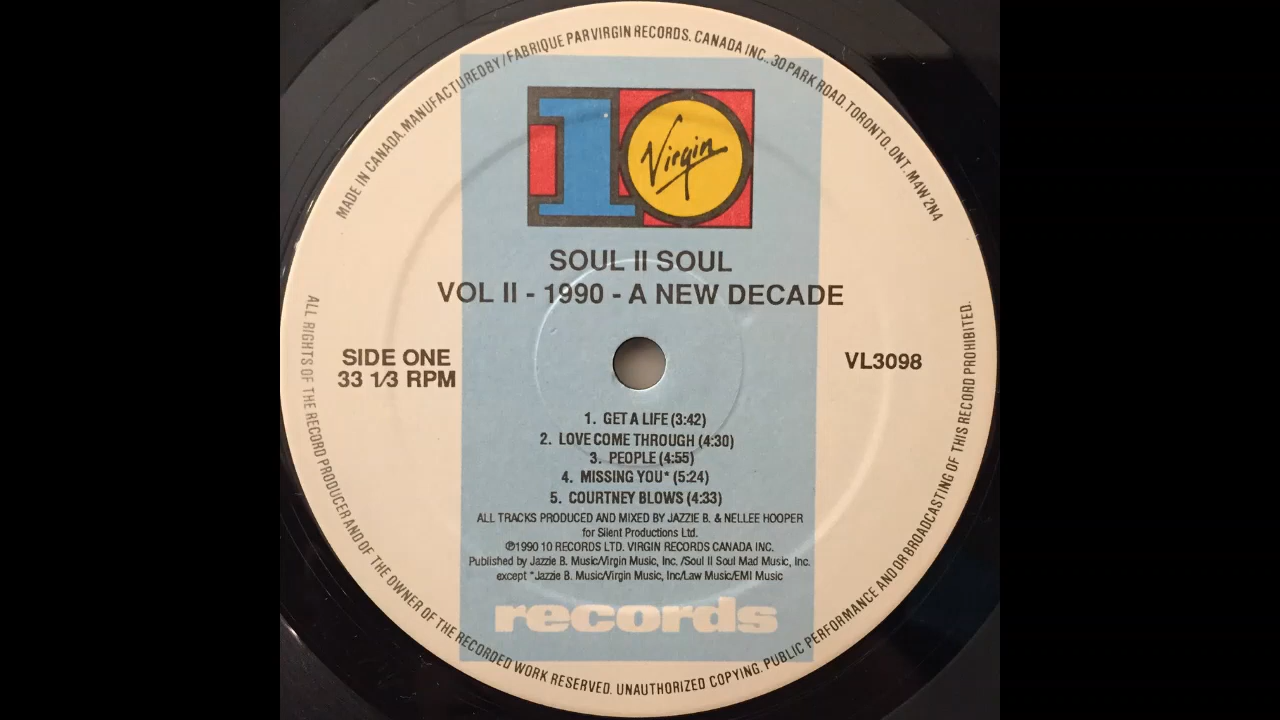 MADE IN CANADA. MANUFACTURED BY/FABRIQUE PAR VIRGIN RECORDS. CANADA INC., 30 PARK ROAD, TORONTO, ONT. M4W 2N4
10
Virgin
SOUL II SOUL
VOL II - 1990 - A NEW DECADE
SIDE ONE
33 1/3 RPM
VL3098
1. GET A LIFE (3:42)
2. LOVE COME THROUGH (4:30)
3. PEOPLE (4:55)
4. MISSING YOU* (5:24)
5. COURTNEY BLOWS (4:33)
ALL TRACKS PRODUCED AND MIXED BY JAZZIE B. & NELLEE HOOPER
for Silent Productions Ltd.
℗1990 10 RECORDS LTD. VIRGIN RECORDS CANADA INC.
Published by Jazzie B. Music/Virgin Music, Inc. /Soul II Soul Mad Music, Inc.
except *Jazzie B. Music/Virgin Music, Inc/Law Music/EMI Music
records
ALL RIGHTS OF THE RECORD PRODUCER AND OF THE OWNER OF THE RECORDED WORK RESERVED. UNAUTHORIZED COPYING. PUBLIC PERFORMANCE AND/OR BROADCASTING OF THIS RECORD PROHIBITED.